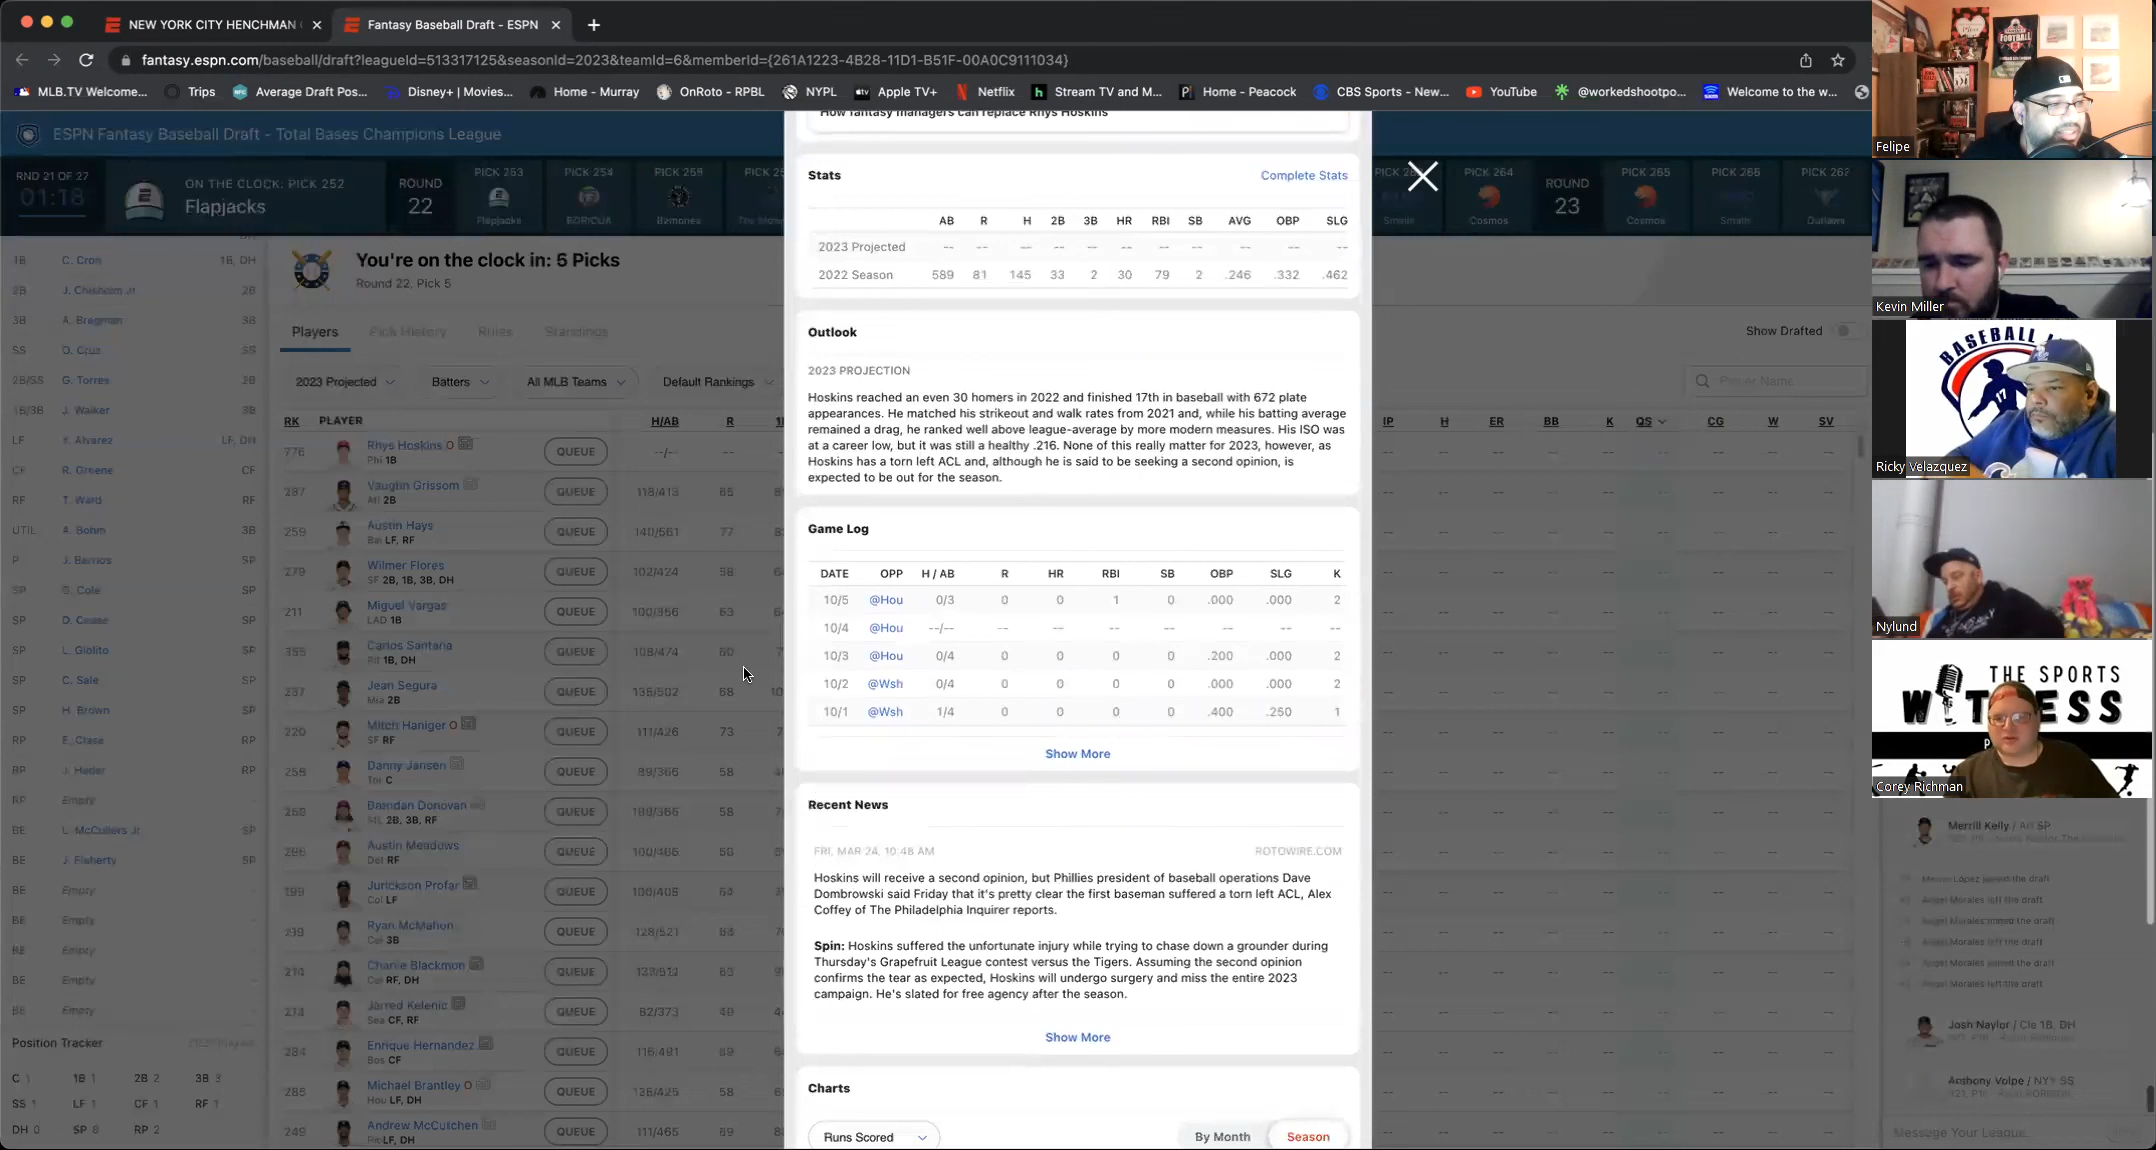 NEW YORK CITY HENCHMAN
Fantasy Baseball Draft - ESPN
fantasy.espn.com/baseball/draft?leagueId=513317125&seasonId=2023&teamId=6&memberId={261A1223-4B28-11D1-B51F-00A0C9111034}
MLB.TV Welcome... Trips Average Draft Pos... Disney+ | Movies... Home - Murray OnRoto - RPBL NYPL Apple TV+ Netflix Stream TV and M... Home - Peacock CBS Sports - New... YouTube @workedshootpo... Welcome to the w...
ESPN Fantasy Baseball Draft - Total Bases Champions League
RND 21 OF 27
01:18
ON THE CLOCK: PICK 252
Flapjacks
ROUND
22
PICK 253
Flapjacks
PICK 254
BORICUA
PICK 264
Cosmos
ROUND
23
PICK 265
Cosmos
Outlaws
1B C. Cron 1B, DH
2B J. Chisholm Jr. 2B
3B A. Bregman 3B
SS O. Cruz SS
2B/SS G. Torres 2B
1B/3B J. Walker 3B
LF Y. Alvarez LF, DH
CF R. Greene CF
RF T. Ward RF
UTIL A. Bohm 3B
P J. Berrios SP
SP G. Cole SP
SP D. Cease SP
SP L. Giolito SP
SP C. Sale SP
SP H. Brown SP
RP E. Clase RP
RP J. Hader RP
RP Empty
BE L. McCullers Jr. SP
BE J. Flaherty SP
BE Empty
BE Empty
BE Empty
BE Empty
BE Empty
Position Tracker
C 1 1B 1 2B 2 3B 3
SS 1 LF 1 CF 1 RF 1
DH 0 SP 8 RP 2
You're on the clock in: 5 Picks
Round 22, Pick 5
Players Pick History Rules Standings
Show Drafted
2023 Projected Batters All MLB Teams Default Rankings
Player Name
RK PLAYER H/AB R
IP H ER BB K QS CG W SV
776 Rhys Hoskins O
Phi 1B
QUEUE --/-- --
287 Vaughn Grissom
Atl 2B
QUEUE 118/413 65
259 Austin Hays
Bal LF, RF
QUEUE 140/561 77
279 Wilmer Flores
SF 2B, 1B, 3B, DH
QUEUE 102/424 58
211 Miguel Vargas
LAD 1B
QUEUE 100/356 63
355 Carlos Santana
Pit 1B, DH
QUEUE 108/474 60
237 Jean Segura
Mia 2B
QUEUE 135/502 68
220 Mitch Haniger O
SF RF
QUEUE 111/426 73
Danny Jansen
Tor C
QUEUE 89/366 58
Brendan Donovan
StL 2B, 3B, RF
QUEUE
Austin Meadows
Det RF
QUEUE
199 Jurickson Profar
Col LF
QUEUE
Ryan McMahon
Col 3B
QUEUE 128/521
214 Charlie Blackmon
Col RF, DH
QUEUE
274 Jarred Kelenic
Sea CF, RF
QUEUE 82/373 49
284 Enrique Hernandez
Bos CF
QUEUE
Michael Brantley O
Hou LF, DH
QUEUE 58
249 Andrew McCutchen
Pit LF, DH
QUEUE 111/465
How fantasy managers can replace Rhys Hoskins
Stats Complete Stats
AB R H 2B 3B HR RBI SB AVG OBP SLG
2023 Projected -- -- -- -- -- -- -- -- -- -- --
2022 Season 589 81 145 33 2 30 79 2 .246 .332 .462
Outlook
2023 PROJECTION
Hoskins reached an even 30 homers in 2022 and finished 17th in baseball with 672 plate
appearances. He matched his strikeout and walk rates from 2021 and, while his batting average
remained a drag, he ranked well above league-average by more modern measures. His ISO was
at a career low, but it was still a healthy .216. None of this really matter for 2023, however, as
Hoskins has a torn left ACL and, although he is said to be seeking a second opinion, is
expected to be out for the season.
Game Log
DATE OPP H / AB R HR RBI SB OBP SLG K
10/5 @Hou 0/3 0 0 1 0 .000 .000 2
10/4 @Hou --/-- -- -- -- -- -- -- --
10/3 @Hou 0/4 0 0 0 0 .200 .000 2
10/2 @Wsh 0/4 0 0 0 0 .000 .000 2
10/1 @Wsh 1/4 0 0 0 0 .400 .250 1
Show More
Recent News
FRI, MAR 24, 10:48 AM ROTOWIRE.COM
Hoskins will receive a second opinion, but Phillies president of baseball operations Dave
Dombrowski said Friday that it's pretty clear the first baseman suffered a torn left ACL, Alex
Coffey of The Philadelphia Inquirer reports.
Spin: Hoskins suffered the unfortunate injury while trying to chase down a grounder during
Thursday's Grapefruit League contest versus the Tigers. Assuming the second opinion
confirms the tear as expected, Hoskins will undergo surgery and miss the entire 2023
campaign. He's slated for free agency after the season.
Show More
Charts
Runs Scored By Month Season
Felipe
Kevin Miller
BASEBALL
Ricky Velazquez
Nylund
THE SPORTS
Corey Richman
Merrill Kelly / Ari SP
Angel Morales left the draft
Angel Morales joined the draft
Angel Morales left the draft
Angel Morales joined the draft
Angel Morales left the draft
Josh Naylor / Cle 1B, DH
Anthony Volpe / NYY SS
Message Your League...